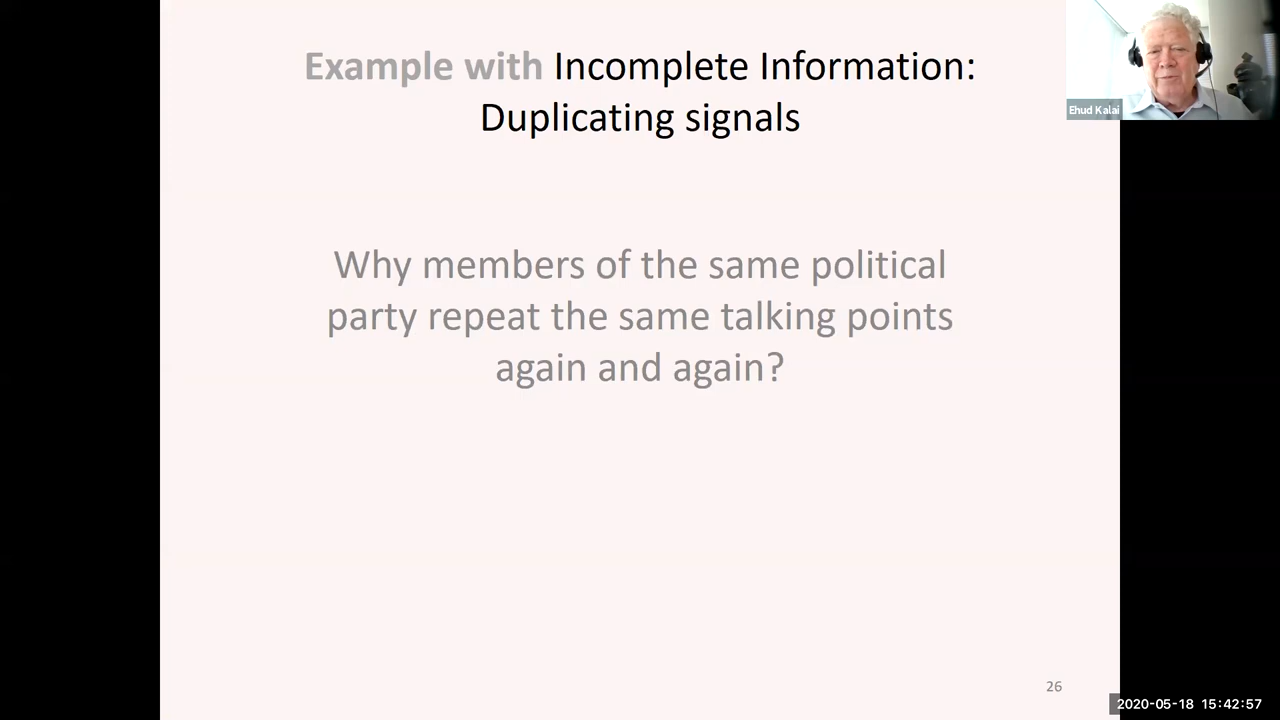 Example with Incomplete Information:
Duplicating signals
Ehud Kalai
Why members of the same political
party repeat the same talking points
again and again?
26
2020-05-18 15:42:57